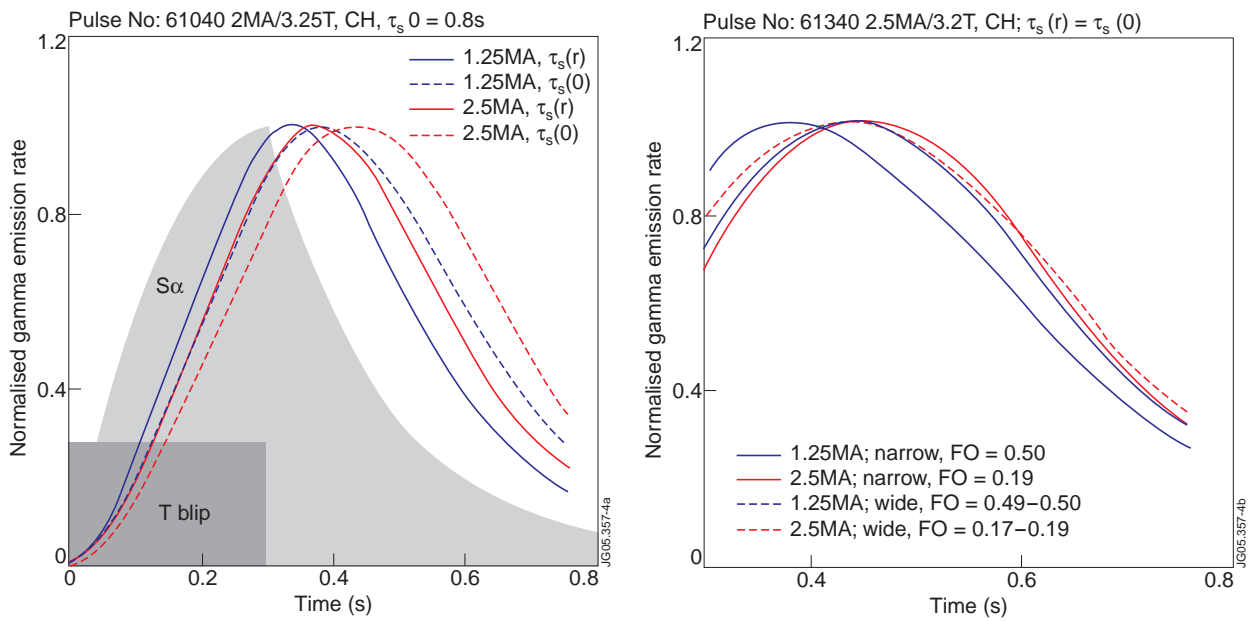 Pulse No: 61040 2MA/3.25T, CH, τs 0 = 0.8s
1.2
0.8
0.4
0
Normalised gamma emission rate
1.25MA, τs(r)
1.25MA, τs(0)
2.5MA, τs(r)
2.5MA, τs(0)
Sα
T blip
0
0.2
0.4
0.6
0.8
Time (s)
JG05.357-4a
Pulse No: 61340 2.5MA/3.2T, CH; τs (r) = τs (0)
1.2
0.8
0.4
0
Normalised gamma emission rate
1.25MA; narrow, FO = 0.50
2.5MA; narrow, FO = 0.19
1.25MA; wide, FO = 0.49−0.50
2.5MA; wide, FO = 0.17−0.19
0.4
0.6
0.8
Time (s)
JG05.357-4b